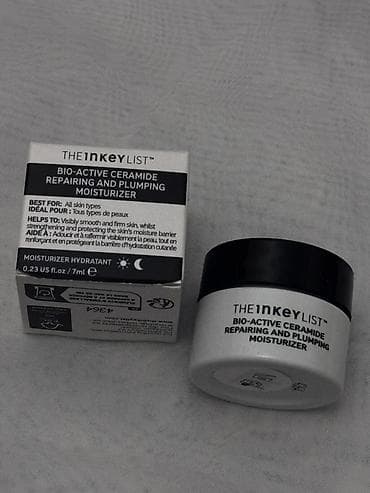 THE INKEY LIST™
BIO-ACTIVE CERAMIDE
REPAIRING AND PLUMPING
MOISTURIZER
BEST FOR: All skin types
IDÉAL POUR : Tous types de peaux
HELPS TO: Visibly smooth and firm skin, whilst
strengthening and protecting the skin's moisture barrier
AIDE À : Adoucir et à raffermir visiblement la peau, tout en
renforçant et en protégeant la barrière d'hydratation cutanée
MOISTURIZER HYDRATANT
0.23 US fl.oz / 7ml ℮
4364
THE INKEY LIST™
BIO-ACTIVE CERAMIDE
REPAIRING AND PLUMPING
MOISTURIZER